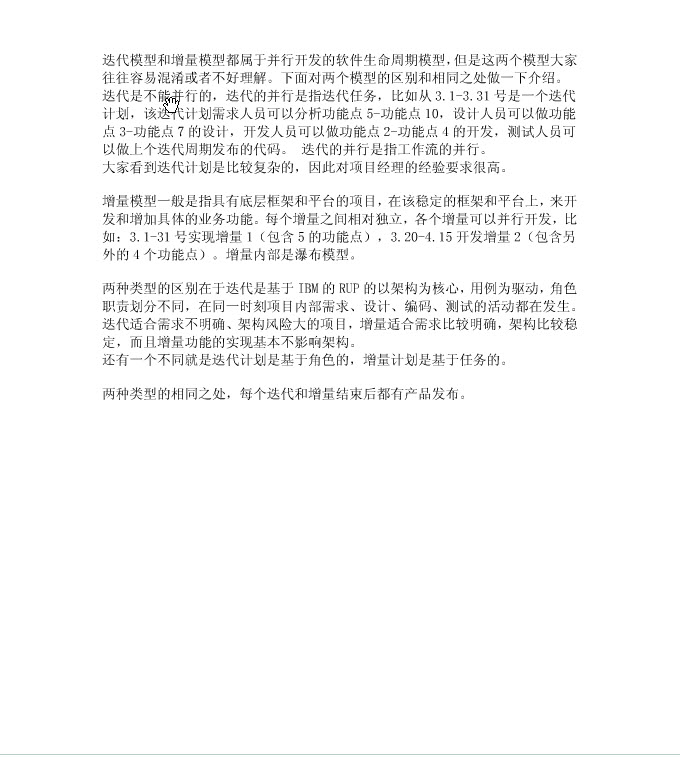 迭代模型和增量模型都属于并行开发的软件生命周期模型,但是这两个模型大家
往往容易混淆或者不好理解。下面对两个模型的区别和相同之处做一下介绍。
迭代是不能并行的，迭代的并行是指迭代任务，比如从 3.1-3.31 号是一个迭代
计划，该迭代计划需求人员可以分析功能点 5-功能点 10，设计人员可以做功能
点 3-功能点 7 的设计，开发人员可以做功能点 2-功能点 4 的开发，测试人员可
以做上个迭代周期发布的代码。 迭代的并行是指工作流的并行。
大家看到迭代计划是比较复杂的，因此对项目经理的经验要求很高。
增量模型一般是指具有底层框架和平台的项目，在该稳定的框架和平台上，来开
发和增加具体的业务功能。每个增量之间相对独立，各个增量可以并行开发，比
如：3.1-31 号实现增量 1（包含 5 的功能点），3.20-4.15 开发增量 2（包含另
外的 4 个功能点）。增量内部是瀑布模型。
两种类型的区别在于迭代是基于 IBM 的 RUP 的以架构为核心，用例为驱动，角色
职责划分不同，在同一时刻项目内部需求、设计、编码、测试的活动都在发生。
迭代适合需求不明确、架构风险大的项目，增量适合需求比较明确，架构比较稳
定，而且增量功能的实现基本不影响架构。
还有一个不同就是迭代计划是基于角色的，增量计划是基于任务的。
两种类型的相同之处，每个迭代和增量结束后都有产品发布。